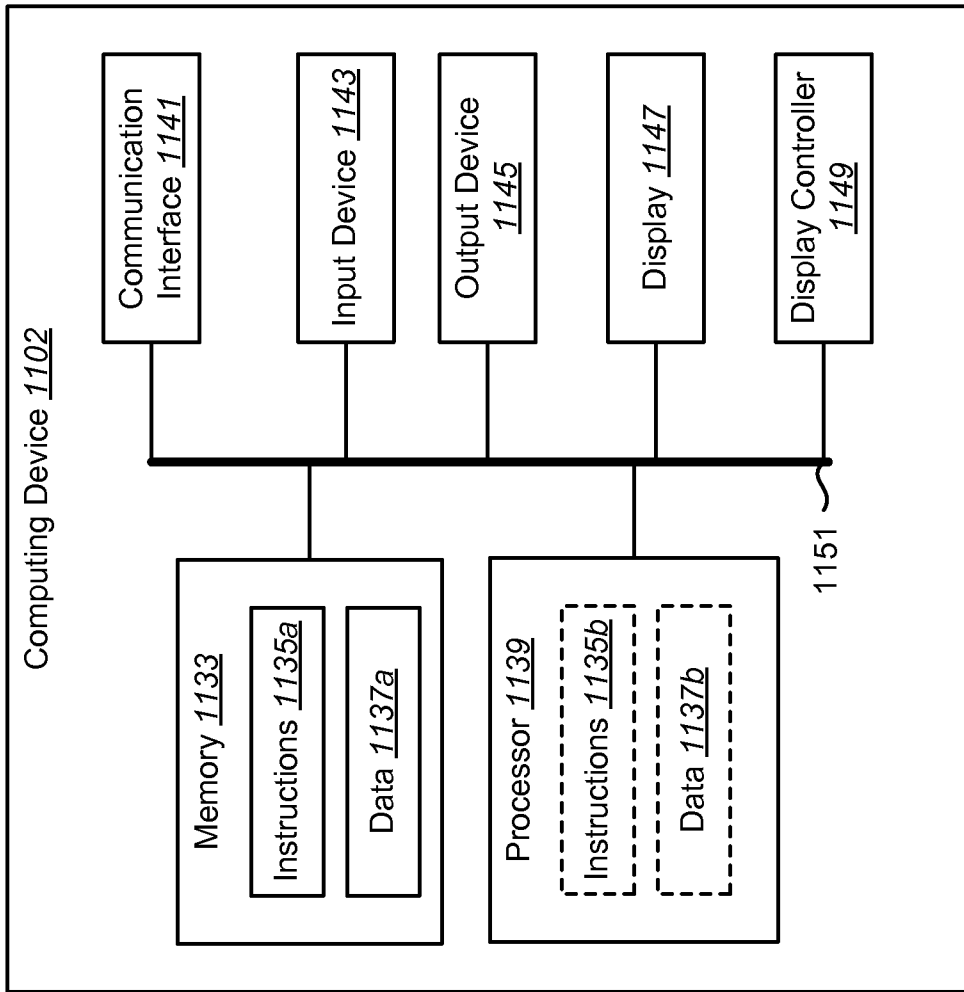 Computing Device 1102
Memory 1133
Instructions 1135a
Data 1137a
Processor 1139
Instructions 1135b
Data 1137b
Communication
Interface 1141
Input Device 1143
Output Device
1145
Display 1147
Display Controller
1149
1151